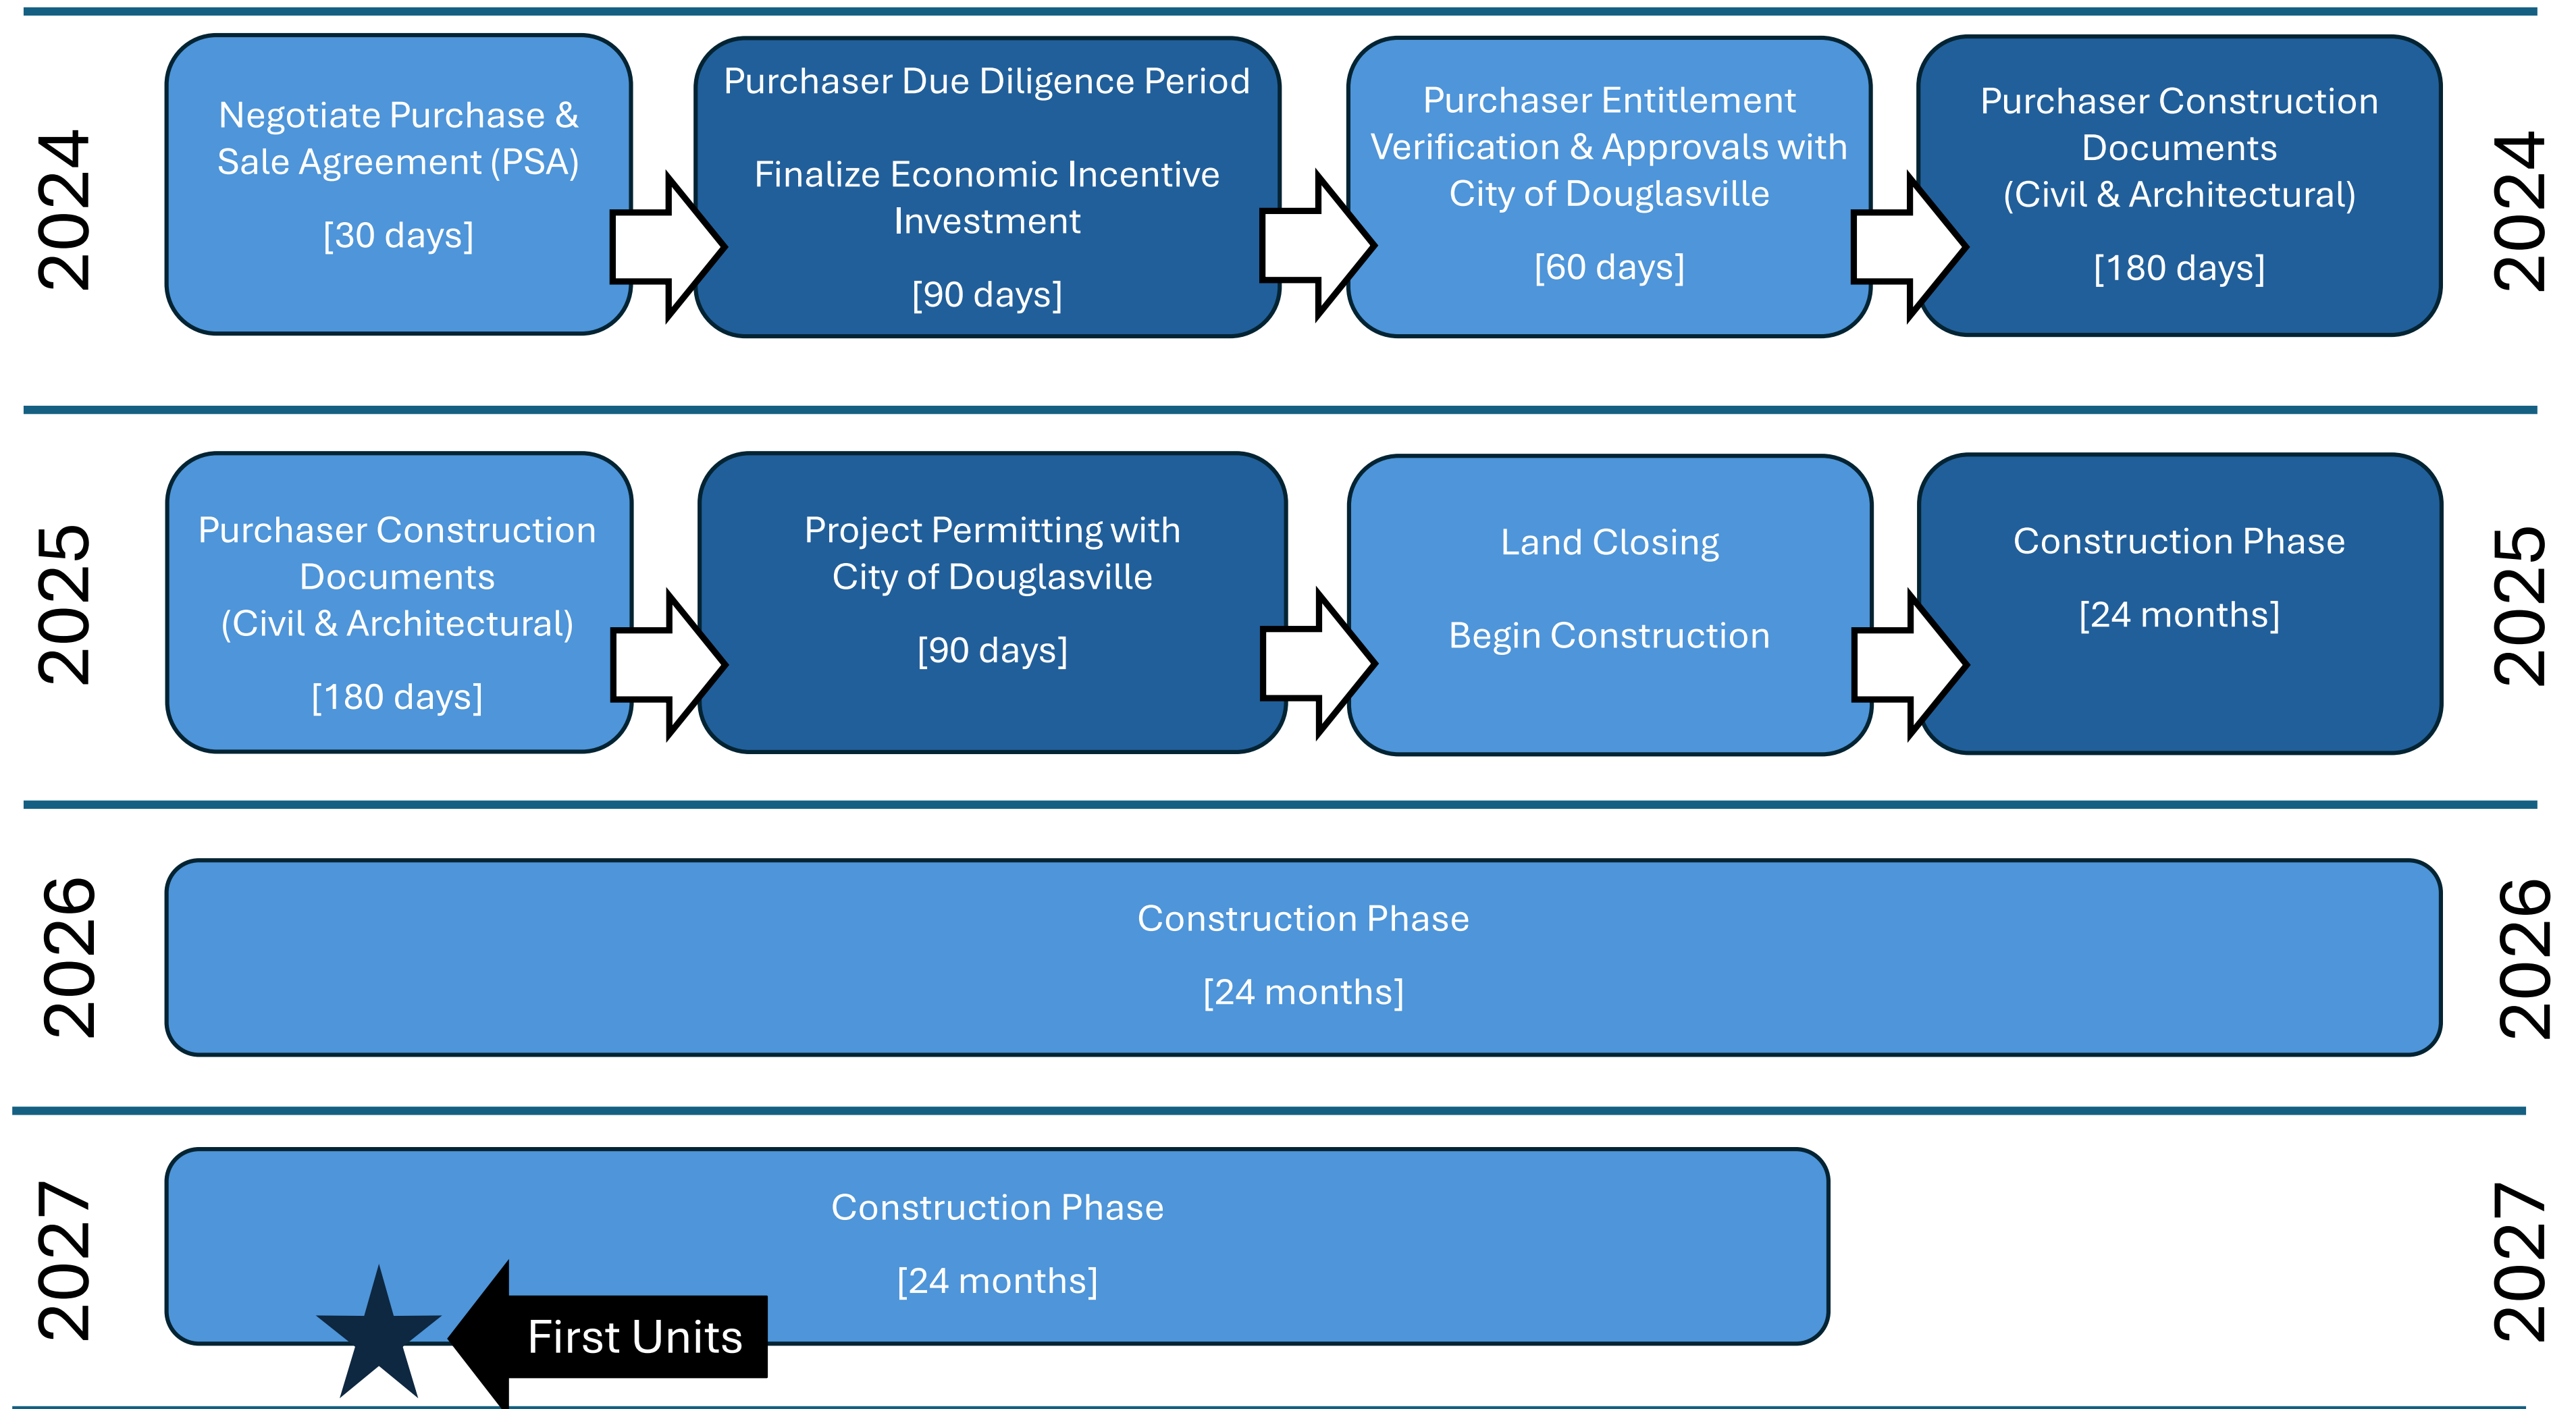 2024
Negotiate Purchase &
Sale Agreement (PSA)
[30 days]
Purchaser Due Diligence Period
Finalize Economic Incentive
Investment
[90 days]
Purchaser Entitlement
Verification & Approvals with
City of Douglasville
[60 days]
Purchaser Construction
Documents
(Civil & Architectural)
[180 days]
2024
2025
Purchaser Construction
Documents
(Civil & Architectural)
[180 days]
Project Permitting with
City of Douglasville
[90 days]
Land Closing
Begin Construction
Construction Phase
[24 months]
2025
2026
Construction Phase
[24 months]
2026
2027
Construction Phase
[24 months]
First Units
2027